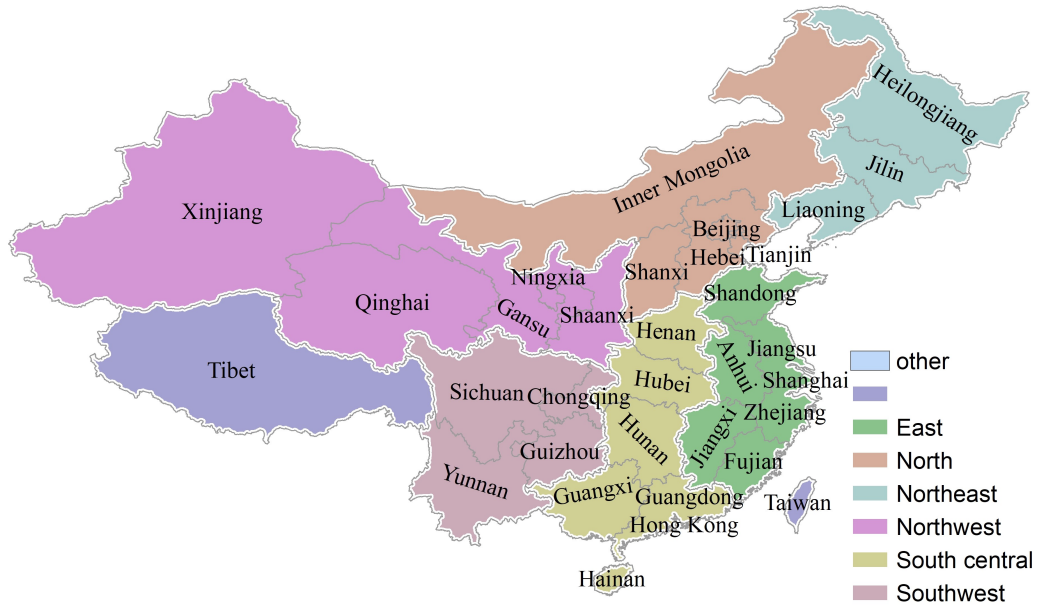 Heilongjiang
Jilin
Inner Mongolia
Liaoning
Xinjiang
Beijing
Hebei
Tianjin
Shanxi
Ningxia
Qinghai
Gansu
Shaanxi
Shandong
Henan
Jiangsu
Anhui
Tibet
Sichuan
Chongqing
Hubei
Shanghai
Zhejiang
Hunan
Jiangxi
Guizhou
Fujian
Yunnan
Guangxi
Guangdong
Taiwan
Hong Kong
Hainan
other
East
North
Northeast
Northwest
South central
Southwest